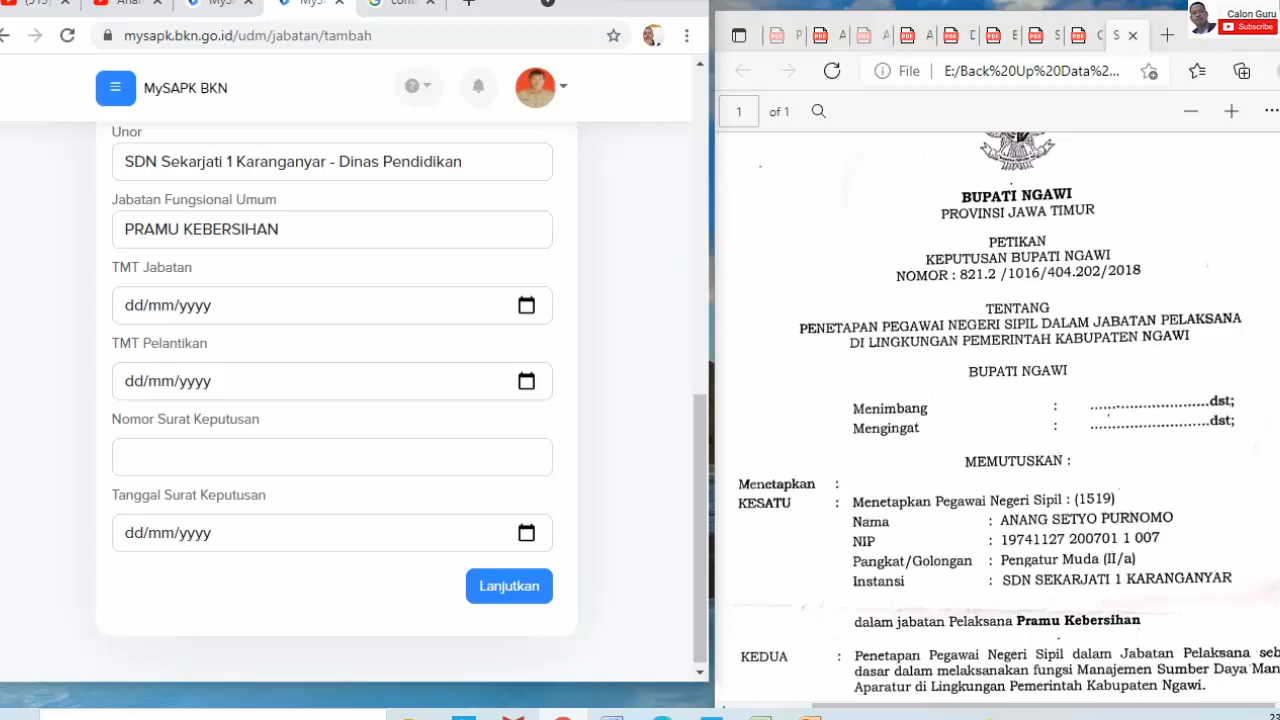 mysapk.bkn.go.id/udm/jabatan/tambah
MySAPK BKN
Unor
SDN Sekarjati 1 Karanganyar - Dinas Pendidikan
Jabatan Fungsional Umum
PRAMU KEBERSIHAN
TMT Jabatan
dd/mm/yyyy
TMT Pelantikan
dd/mm/yyyy
Nomor Surat Keputusan
Tanggal Surat Keputusan
dd/mm/yyyy
Lanjutkan
Calon Guru
Subscribe
File E:/Back%20Up%20Data%2...
1 of 1
BUPATI NGAWI
PROVINSI JAWA TIMUR
PETIKAN
KEPUTUSAN BUPATI NGAWI
NOMOR : 821.2 /1016/404.202/2018
TENTANG
PENETAPAN PEGAWAI NEGERI SIPIL DALAM JABATAN PELAKSANA
DI LINGKUNGAN PEMERINTAH KABUPATEN NGAWI
BUPATI NGAWI
Menimbang : ..............................dst;
Mengingat : ..............................dst;
MEMUTUSKAN :
Menetapkan :
KESATU : Menetapkan Pegawai Negeri Sipil : (1519)
Nama : ANANG SETYO PURNOMO
NIP : 19741127 200701 1 007
Pangkat/Golongan : Pengatur Muda (II/a)
Instansi : SDN SEKARJATI 1 KARANGANYAR
dalam jabatan Pelaksana Pramu Kebersihan
KEDUA : Penetapan Pegawai Negeri Sipil dalam Jabatan Pelaksana seb
dasar dalam melaksanakan fungsi Manajemen Sumber Daya Man
Aparatur di Lingkungan Pemerintah Kabupaten Ngawi.